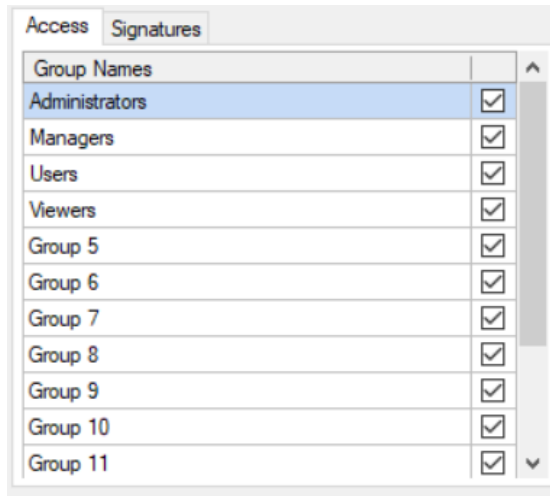 Access Signatures
Group Names
Administrators
Managers
Users
Viewers
Group 5
Group 6
Group 7
Group 8
Group 9
Group 10
Group 11